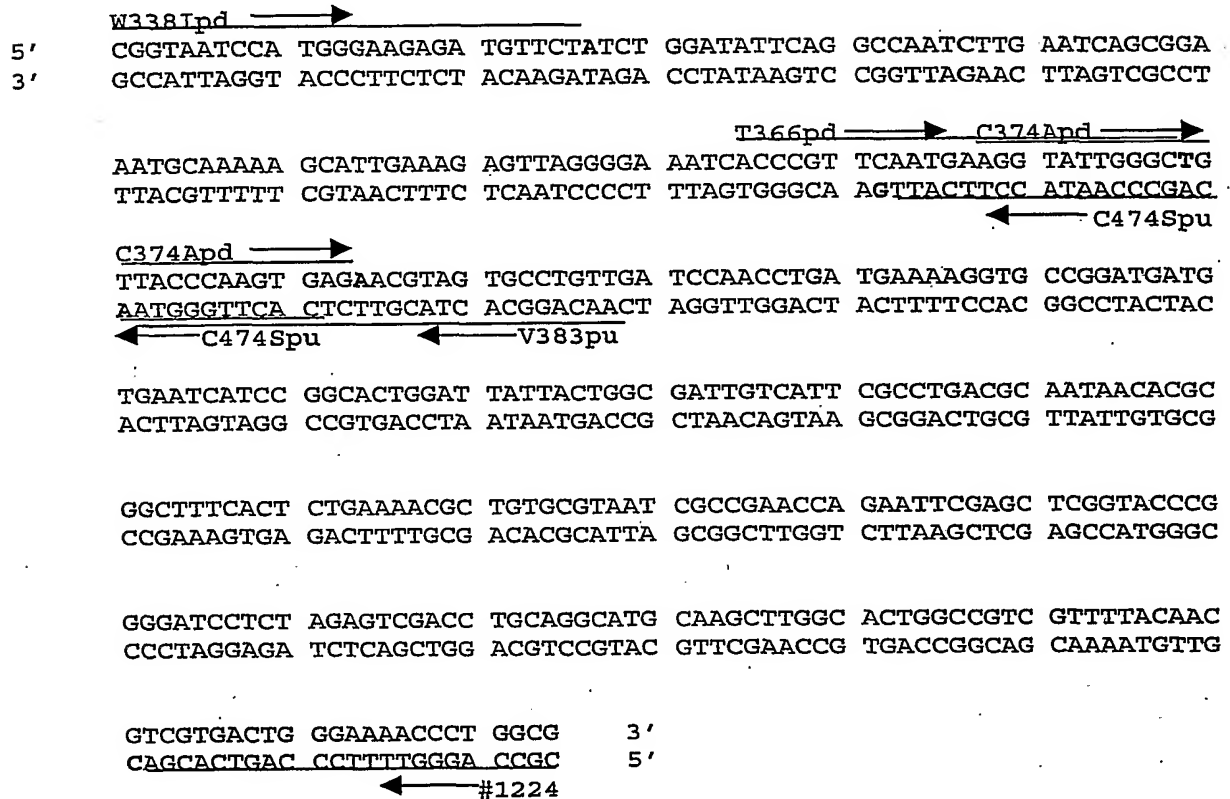 W338Ipd
5' CGGTAATCCA TGGGAAGAGA TGTTCTATCT GGATATTCAG GCCAATCTTG AATCAGCGGA
3' GCCATTAGGT ACCCTTCTCT ACAAGATAGA CCTATAAGTC CGGTTAGAAC TTAGTCGCCT
T366pd C374Apd
AATGCAAAAA GCATTGAAAG AGTTAGGGGA AATCACCCGT TCAATGAAGG TATTGGGCTG
TTACGTTTTT CGTAACTTTC TCAATCCCCT TTAGTGGGCA AGTTACTTCC ATAACCCGAC
C474Spu
C374Apd
TTACCCAAGT GAGAACGTAG TGCCTGTTGA TCCAACCTGA TGAAAAGGTG CCGGATGATG
AATGGGTTCA CTCTTGCATC ACGGACAACT AGGTTGGACT ACTTTTCCAC GGCCTACTAC
C474Spu V383pu
TGAATCATCC GGCACTGGAT TATTACTGGC GATTGTCATT CGCCTGACGC AATAACACGC
ACTTAGTAGG CCGTGACCTA ATAATGACCG CTAACAGTAA GCGGACTGCG TTATTGTGCG
GGCTTTCACT CTGAAAACGC TGTGCGTAAT CGCCGAACCA GAATTCGAGC TCGGTACCCG
CCGAAAGTGA GACTTTTGCG ACACGCATTA GCGGCTTGGT CTTAAGCTCG AGCCATGGGC
GGGATCCTCT AGAGTCGACC TGCAGGCATG CAAGCTTGGC ACTGGCCGTC GTTTTACAAC
CCCTAGGAGA TCTCAGCTGG ACGTCCGTAC GTTCGAACCG TGACCGGCAG CAAAATGTTG
GTCGTGACTG GGAAAACCCT GGCG 3'
CAGCACTGAC CCTTTTGGGA CCGC 5'
#1224